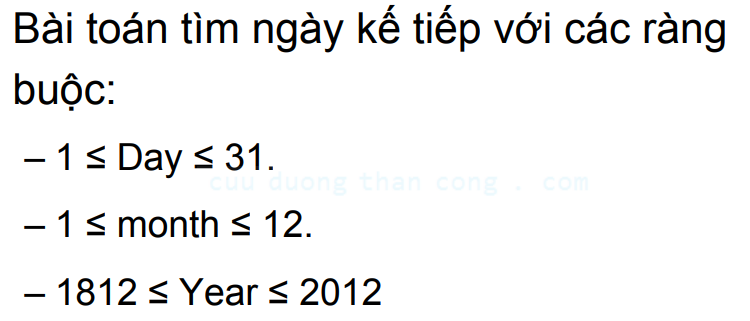 Bài toán tìm ngày kế tiếp với các ràng
buộc:
– 1 ≤ Day ≤ 31.
cuu duong than cong . com
– 1 ≤ month ≤ 12.
– 1812 ≤ Year ≤ 2012